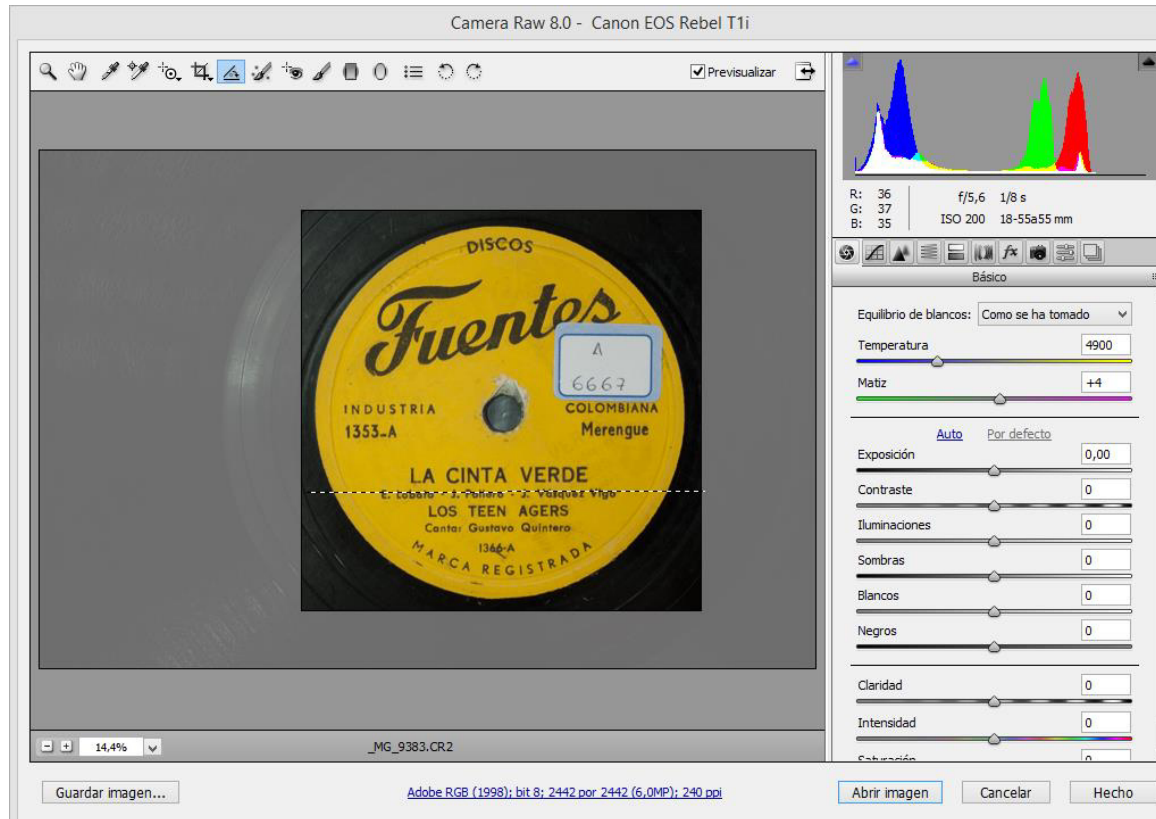 Camera Raw 8.0 - Canon EOS Rebel T1i
Previsualizar
R: 36
G: 37
B: 35
f/5,6 1/8 s
ISO 200 18-55a55 mm
Básico
Equilibrio de blancos: Como se ha tomado
Temperatura 4900
Matiz +4
Auto Por defecto
Exposición 0,00
Contraste 0
Iluminaciones 0
Sombras 0
Blancos 0
Negros 0
Claridad 0
Intensidad 0
Saturación 0
DISCOS
Fuentes
A
6667
INDUSTRIA COLOMBIANA
1353-A Merengue
LA CINTA VERDE
LOS TEEN AGERS
Canta: Gustavo Quintero
1366-A
MARCA REGISTRADA
14,4% _MG_9383.CR2
Guardar imagen... Adobe RGB (1998); bit 8; 2442 por 2442 (6,0MP); 240 ppi Abrir imagen Cancelar Hecho